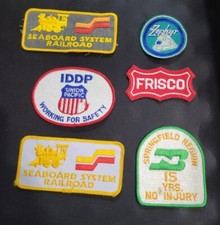 SEABOARD SYSTEM
RAILROAD
Zephyr
IDDP
UNION
PACIFIC
WORKING FOR SAFETY
FRISCO
SEABOARD SYSTEM
RAILROAD
SPRINGFIELD REGION
15
YRS.
NO INJURY